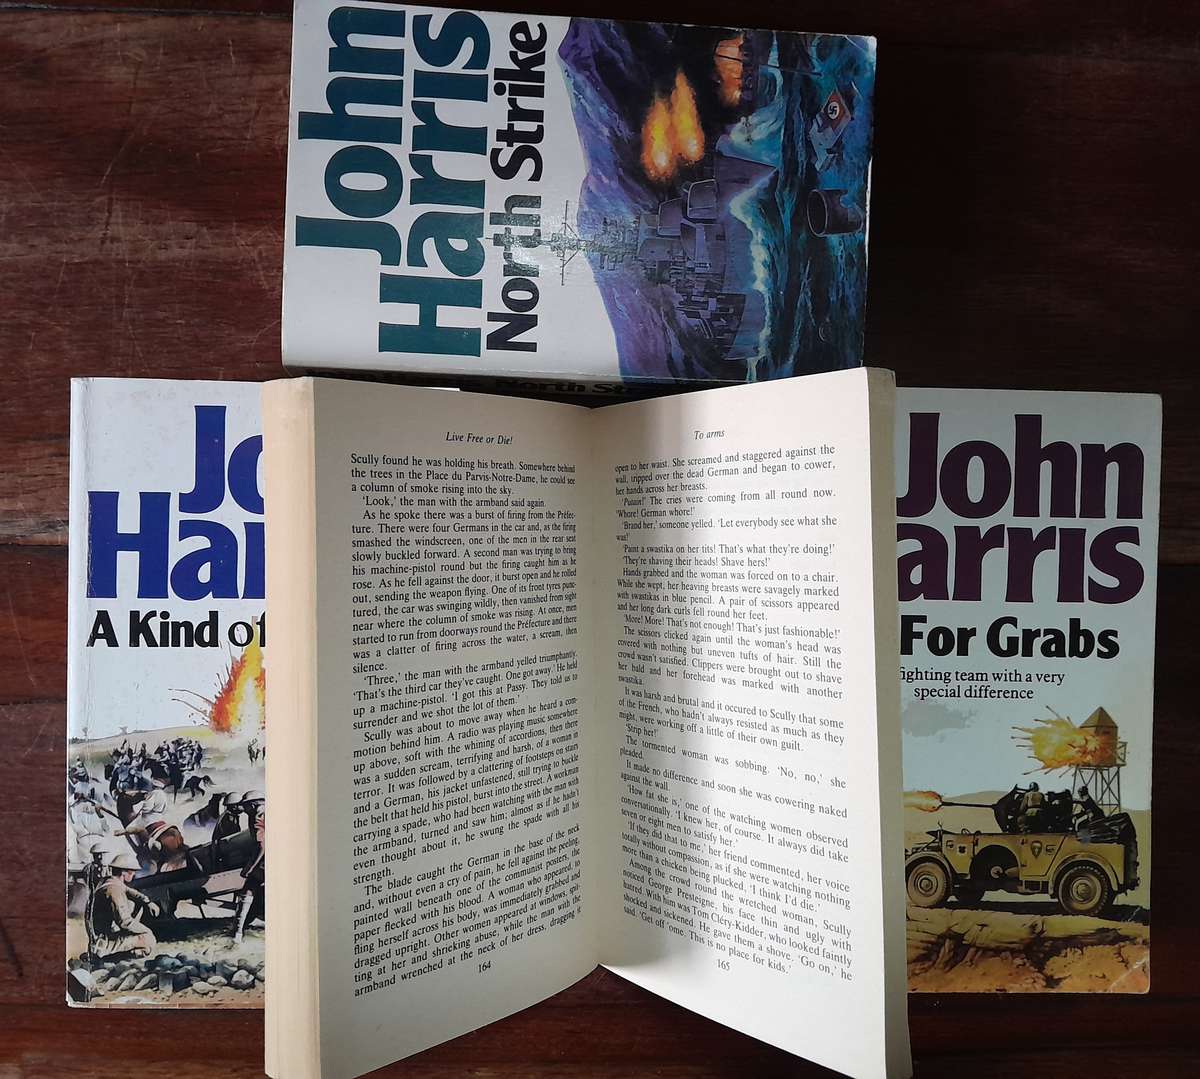 John
Harris
North Strike
North St
Jo
Har
A Kind of
John
arris
For Grabs
fighting team with a very
special difference
Live Free or Die!
Scully found he was holding his breath. Somewhere behind
the trees in the Place du Parvis-Notre-Dame, he could see
a column of smoke rising into the sky.
‘Look,’ the man with the armband said again.
As he spoke there was a burst of firing from the Préfec-
ture. There were four Germans in the car and, as the firing
smashed the windscreen, one of the men in the rear seat
slowly buckled forward. A second man was trying to bring
his machine-pistol round but the firing caught him as he
rose. As he fell against the door, it burst open and he rolled
out, sending the weapon flying. One of its front tyres punc-
tured, the car was swinging wildly, then vanished from sight
near where the column of smoke was rising. At once, men
started to run from doorways round the Préfecture and there
was a clatter of firing across the water, a scream, then
silence.
‘Three,’ the man with the armband yelled triumphantly.
‘That's the third car they've caught. One got away.’ He held
up a machine-pistol. ‘I got this at Passy. They told us to
surrender and we shot the lot of them.’
Scully was about to move away when he heard a com-
motion behind him. A radio was playing music somewhere
up above, soft with the whining of accordions, then there
was a sudden scream, terrifying and harsh, of a woman in
terror. It was followed by a clattering of footsteps on stairs
and a German, his jacket unfastened, still trying to buckle
the belt that held his pistol, burst into the street. A workman
carrying a spade, who had been watching with the man with
the armband, turned and saw him; almost as if he hadn't
even thought about it, he swung the spade with all his
strength.
The blade caught the German in the base of the neck
and, without even a cry of pain, he fell against the peeling,
painted wall beneath one of the communist posters, the
paper flecked with his blood. A woman who appeared, to
fling herself across his body, was immediately grabbed and
dragged upright. Other women appeared at windows, spit-
ting at her and shrieking abuse, while the man with the
armband wrenched at the neck of her dress, dragging it
164
To arms
open to her waist. She screamed and staggered against the
wall, tripped over the dead German and began to cower,
her hands across her breasts.
‘Putain!’ The cries were coming from all round now.
‘Whore! German whore!’
‘Brand her,’ someone yelled. ‘Let everybody see what she
was!’
‘Paint a swastika on her tits! That's what they're doing!’
‘They're shaving their heads! Shave hers!’
Hands grabbed and the woman was forced on to a chair.
While she wept, her heaving breasts were savagely marked
with swastikas in blue pencil. A pair of scissors appeared
and her long dark curls fell round her feet.
‘More! More! That's not enough! That's just fashionable!’
The scissors clicked again until the woman's head was
covered with nothing but uneven tufts of hair. Still the
crowd wasn't satisfied. Clippers were brought out to shave
her bald and her forehead was marked with another
swastika.
It was harsh and brutal and it occured to Scully that some
of the French, who hadn't always resisted as much as they
might, were working off a little of their own guilt.
‘Strip her!’
The tormented woman was sobbing. ‘No, no,’ she
pleaded.
It made no difference and soon she was cowering naked
against the wall.
‘How fat she is,’ one of the watching women observed
conversationally. ‘I knew her, of course. It always did take
seven or eight men to satisfy her.’
‘If they did that to me,’ her friend commented, her voice
totally without compassion, as if she were watching nothing
more than a chicken being plucked, ‘I think I'd die.’
Among the crowd round the wretched woman, Scully
noticed George Presteigne, his face thin and ugly with
hatred. With him was Tom Cléry-Kidder, who looked faintly
shocked and sickened. He gave them a shove. ‘Go on,’ he
said. ‘Get off ’ome. This is no place for kids.’
165